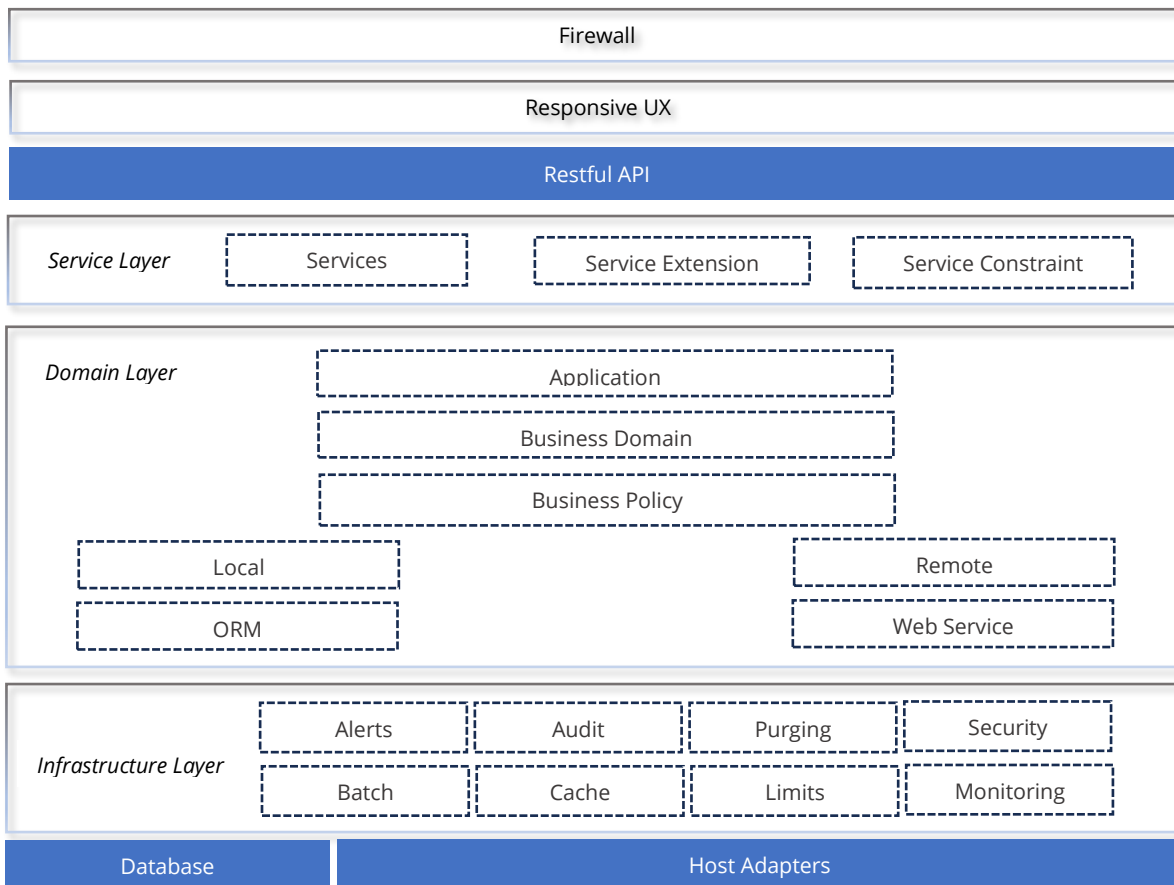 Firewall
Responsive UX
Restful API
Service Layer
Services
Service Extension
Service Constraint
Domain Layer
Application
Business Domain
Business Policy
Local
Remote
ORM
Web Service
Infrastructure Layer
Alerts
Audit
Purging
Security
Batch
Cache
Limits
Monitoring
Database
Host Adapters